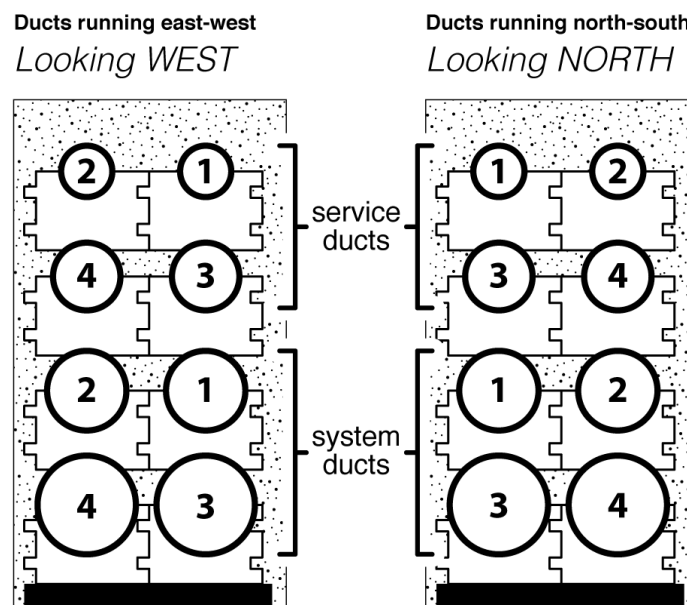 Ducts running east-west
Looking WEST
2 1
4 3
2 1
4 3
service
ducts
system
ducts
Ducts running north-south
Looking NORTH
1 2
3 4
1 2
3 4